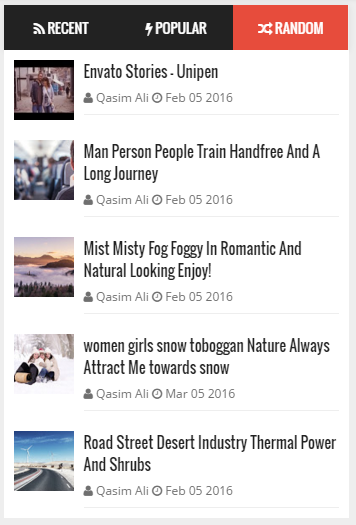 RECENT POPULAR RANDOM
Envato Stories - Unipen
Qasim Ali Feb 05 2016
Man Person People Train Handfree And A
Long Journey
Qasim Ali Feb 05 2016
Mist Misty Fog Foggy In Romantic And
Natural Looking Enjoy!
Qasim Ali Feb 05 2016
women girls snow toboggan Nature Always
Attract Me towards snow
Qasim Ali Mar 05 2016
Road Street Desert Industry Thermal Power
And Shrubs
Qasim Ali Feb 05 2016